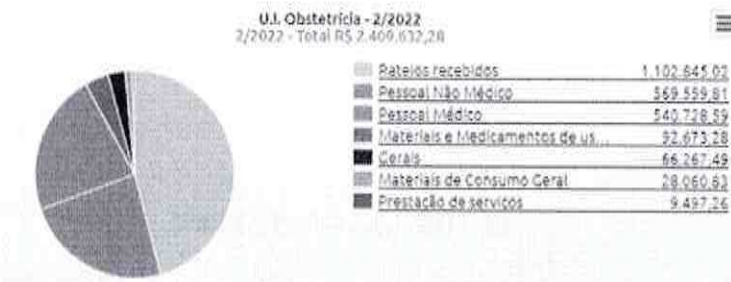 U.I. Obstetrícia - 2/2022
2/2022 - Total R$ 2.409.632,28
Rateios recebidos 1.102.845,02
Pessoal Não Médico 569.559,81
Pessoal Médico 540.728,59
Materiais e Medicamentos de us... 92.673,28
Gerais 66.267,49
Materiais de Consumo Geral 28.060,83
Prestação de serviços 9.497,26